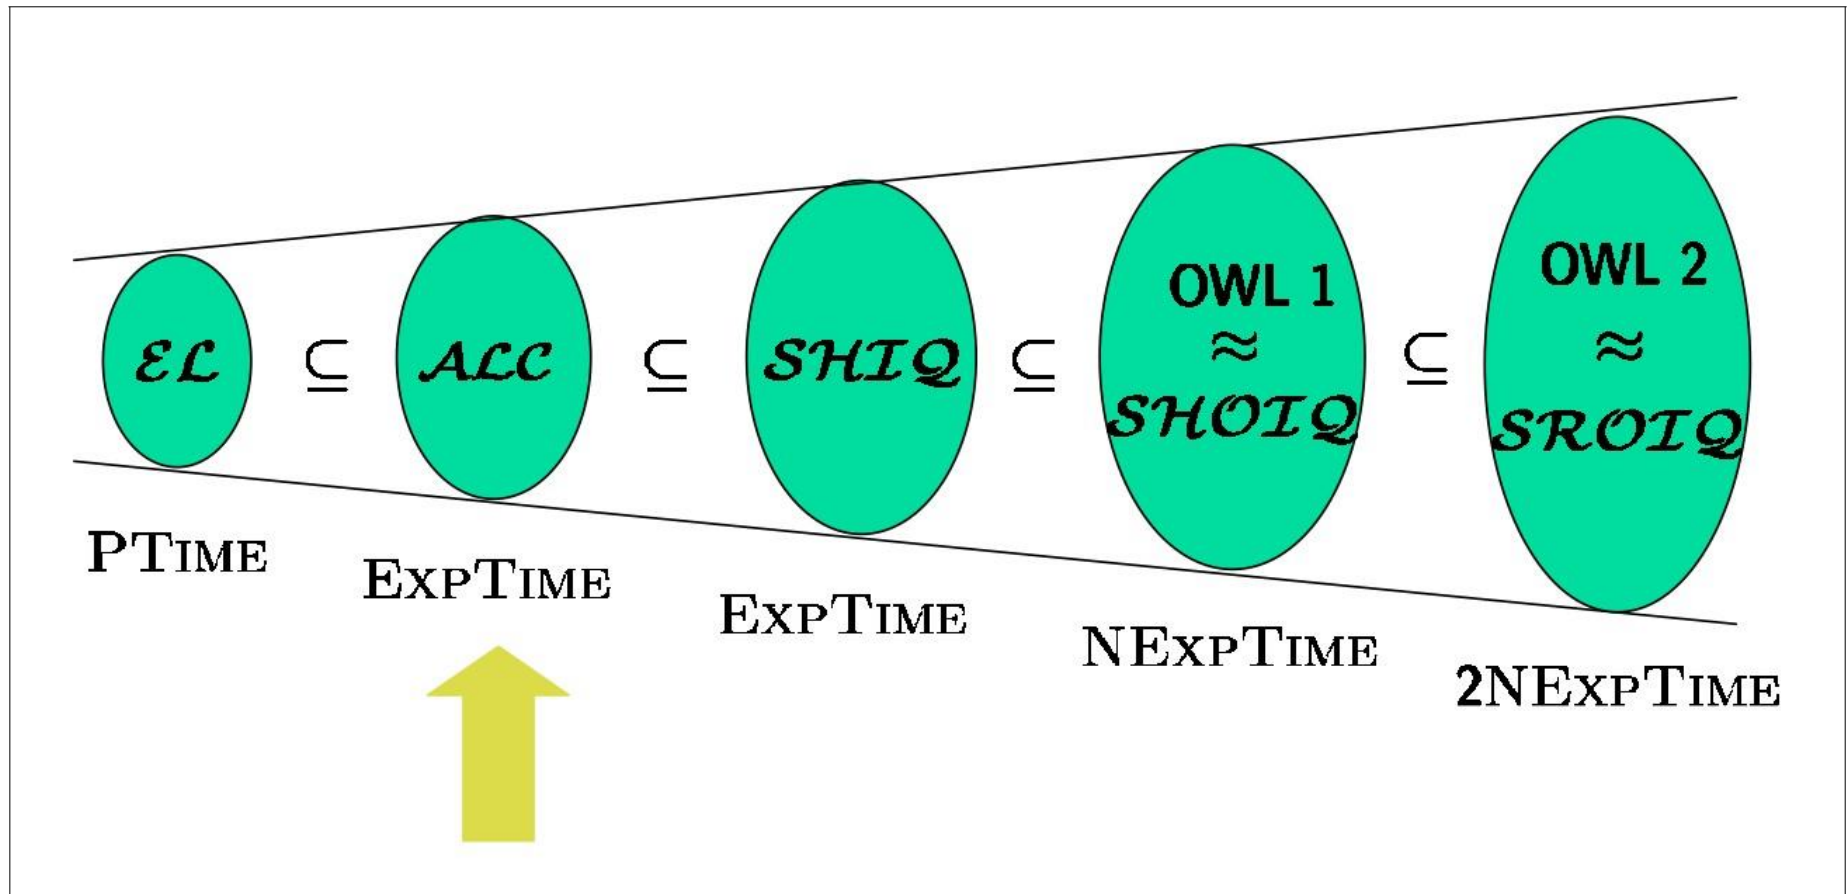 OWL 1
OWL 2
≈
≈
ℰℒ ⊆ 𝒜ℒ𝒞 ⊆ 𝒮ℋℐ𝒬 ⊆ 𝒮ℋ𝒪ℐ𝒬 ⊆ 𝒮ℛ𝒪ℐ𝒬
PTIME
EXPTIME
EXPTIME
NEXPTIME
2NEXPTIME